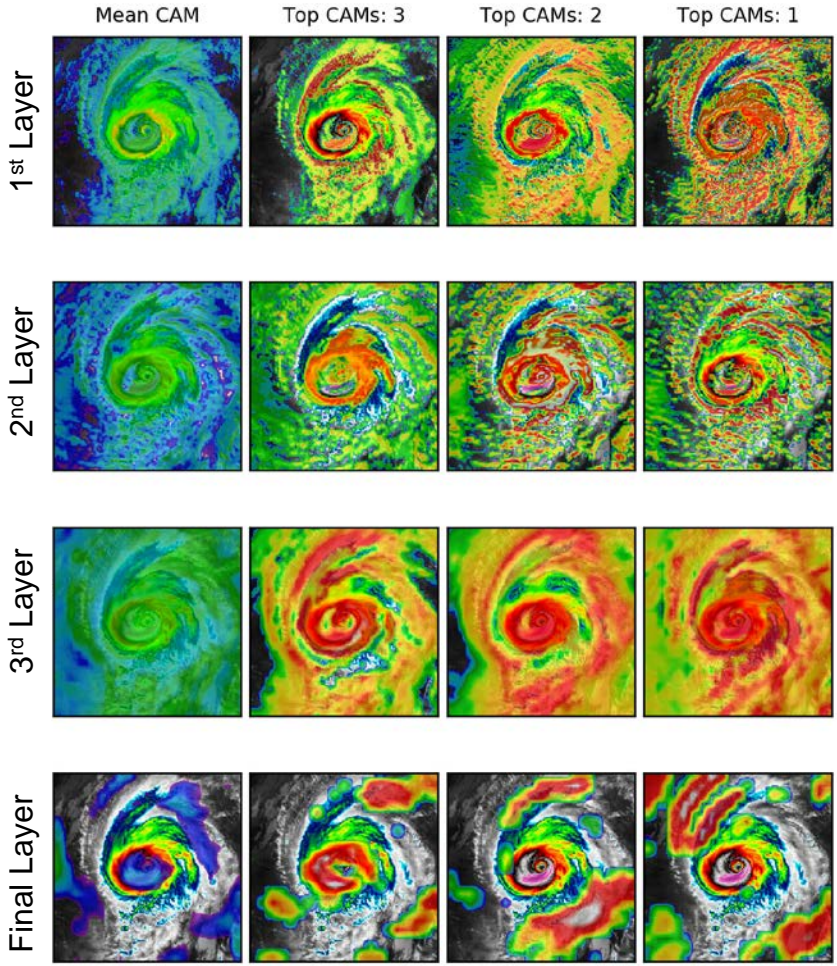 Mean CAM Top CAMs: 3 Top CAMs: 2 Top CAMs: 1
1st Layer
2nd Layer
3rd Layer
Final Layer